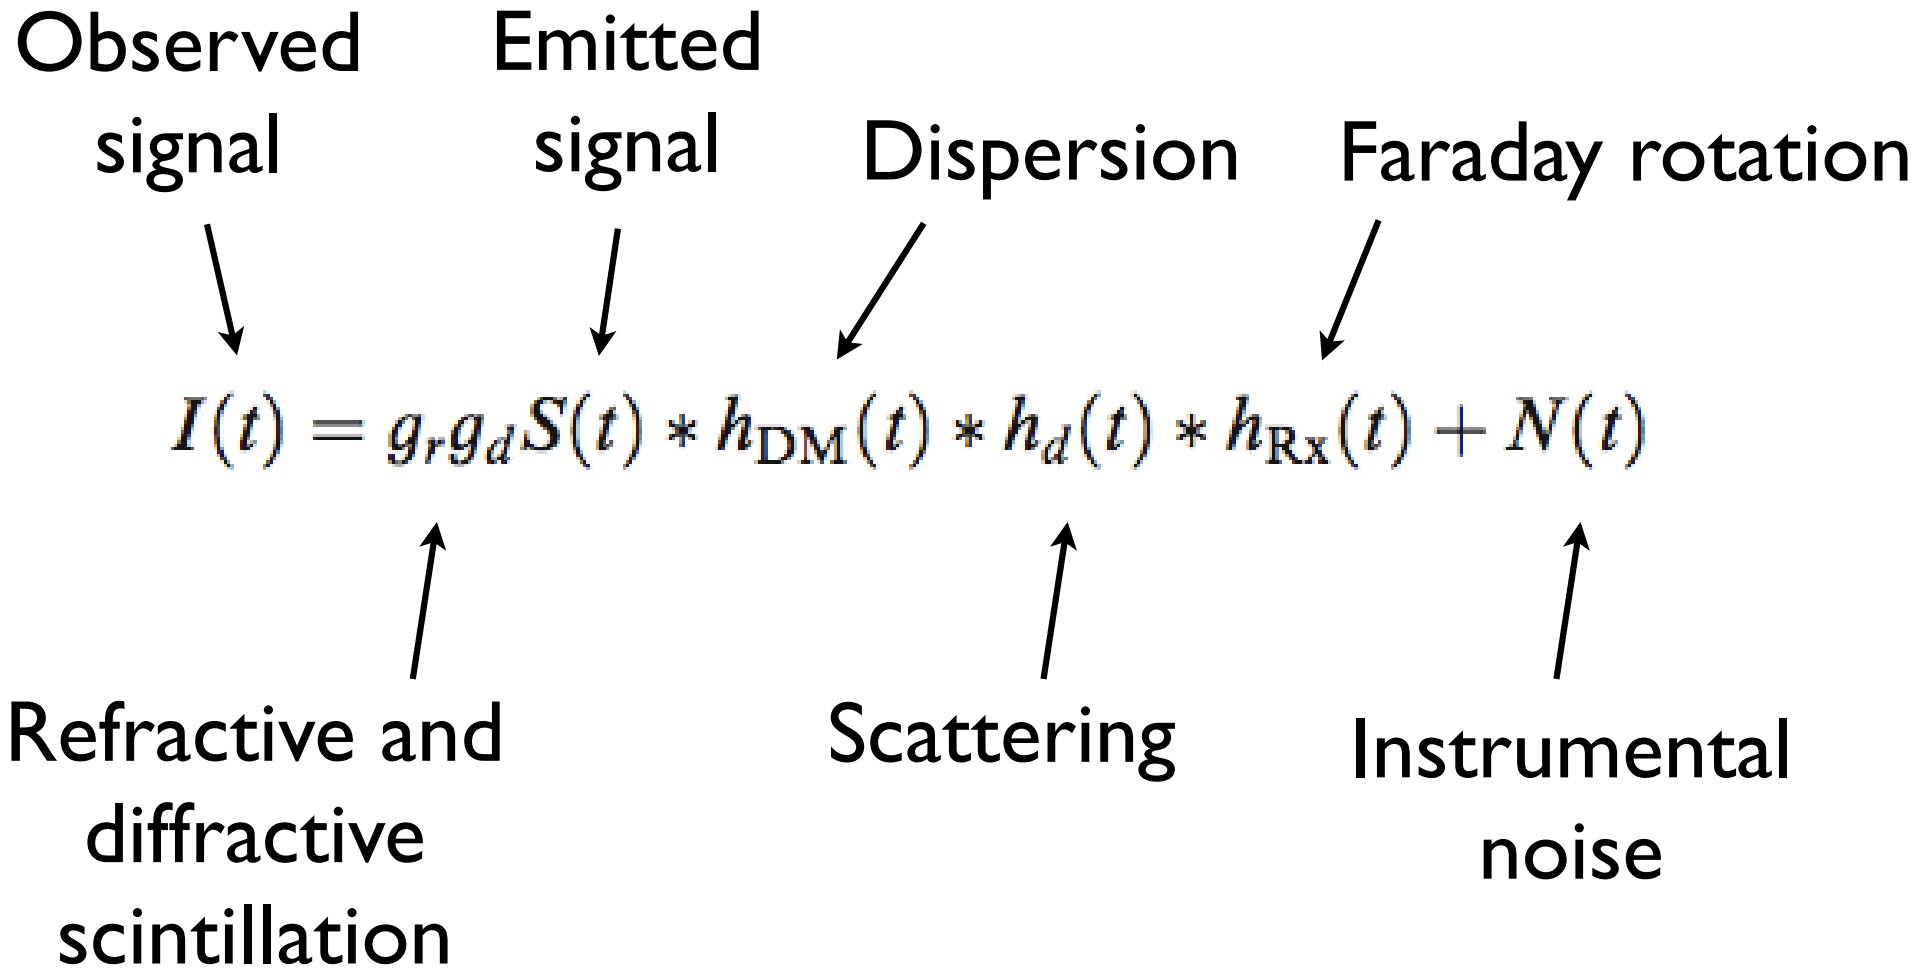 Observed
signal
Emitted
signal
Dispersion
Faraday rotation
I(t) = g_r g_d S(t) * h_DM(t) * h_d(t) * h_Rx(t) + N(t)
Refractive and
diffractive
scintillation
Scattering
Instrumental
noise